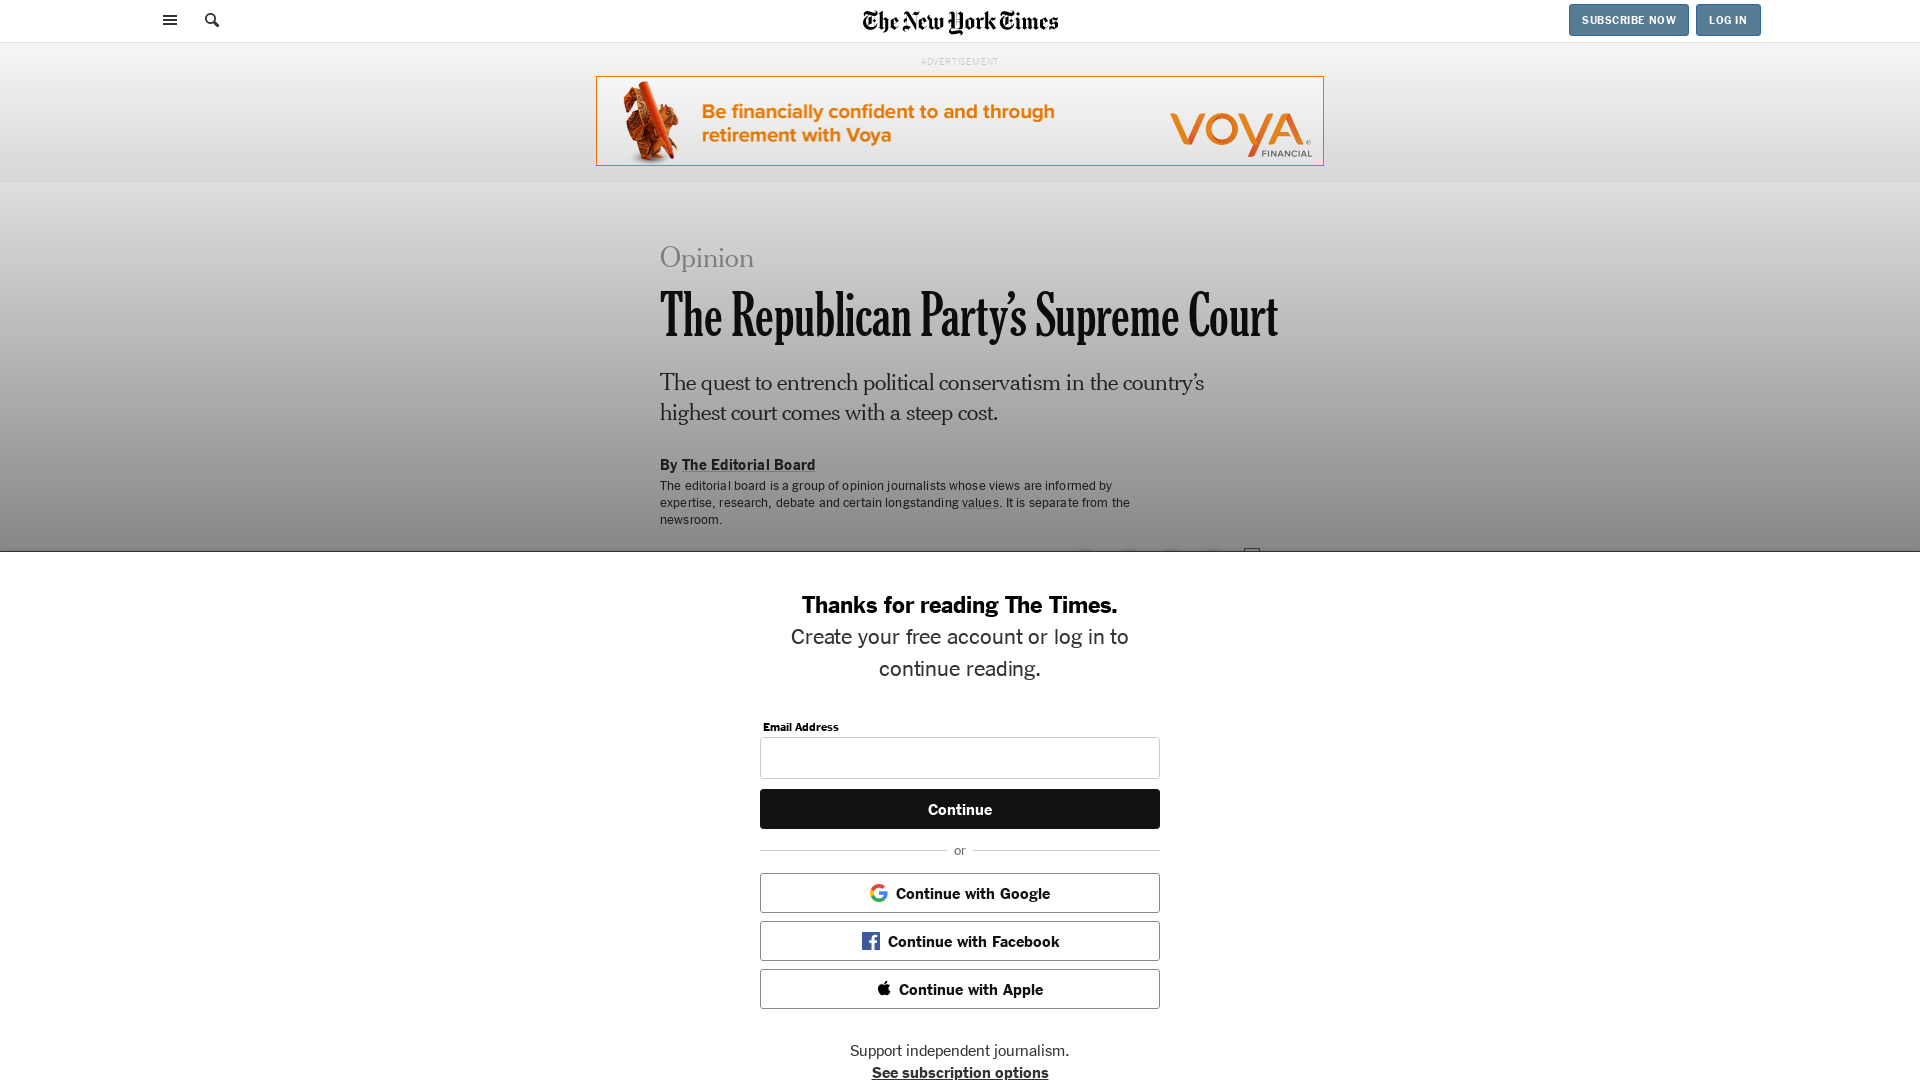 The New York Times
SUBSCRIBE NOW
LOG IN
ADVERTISEMENT
Be financially confident to and through
retirement with Voya
VOYA®
FINANCIAL
Opinion
The Republican Party’s Supreme Court
The quest to entrench political conservatism in the country’s
highest court comes with a steep cost.
By The Editorial Board
The editorial board is a group of opinion journalists whose views are informed by
expertise, research, debate and certain longstanding values. It is separate from the
newsroom.
Thanks for reading The Times.
Create your free account or log in to
continue reading.
Email Address
Continue
or
Continue with Google
Continue with Facebook
Continue with Apple
Support independent journalism.
See subscription options